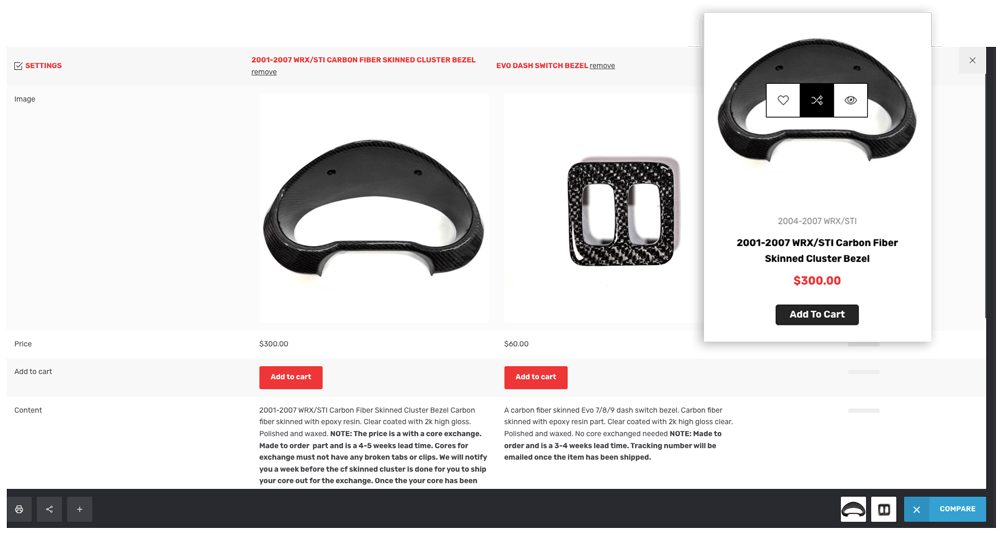 SETTINGS
2001-2007 WRX/STI CARBON FIBER SKINNED CLUSTER BEZEL
remove
EVO DASH SWITCH BEZEL remove
Image
2004-2007 WRX/STI
2001-2007 WRX/STI Carbon Fiber
Skinned Cluster Bezel
$300.00
Add To Cart
Price
$300.00
$60.00
Add to cart
Add to cart
Add to cart
Content
2001-2007 WRX/STI Carbon Fiber Skinned Cluster Bezel Carbon
fiber skinned with epoxy resin. Clear coated with 2k high gloss.
Polished and waxed. NOTE: The price is a with a core exchange.
Made to order part and is a 4-5 weeks lead time. Cores for
exchange must not have any broken tabs or clips. We will notify
you a week before the cf skinned cluster is done for you to ship
your core out for the exchange. Once the your core has been
A carbon fiber skinned Evo 7/8/9 dash switch bezel. Carbon fiber
skinned with epoxy resin part. Clear coated with 2k high gloss clear.
Polished and waxed. No core exchanged needed NOTE: Made to
order and is a 3-4 weeks lead time. Tracking number will be
emailed once the item has been shipped.
COMPARE